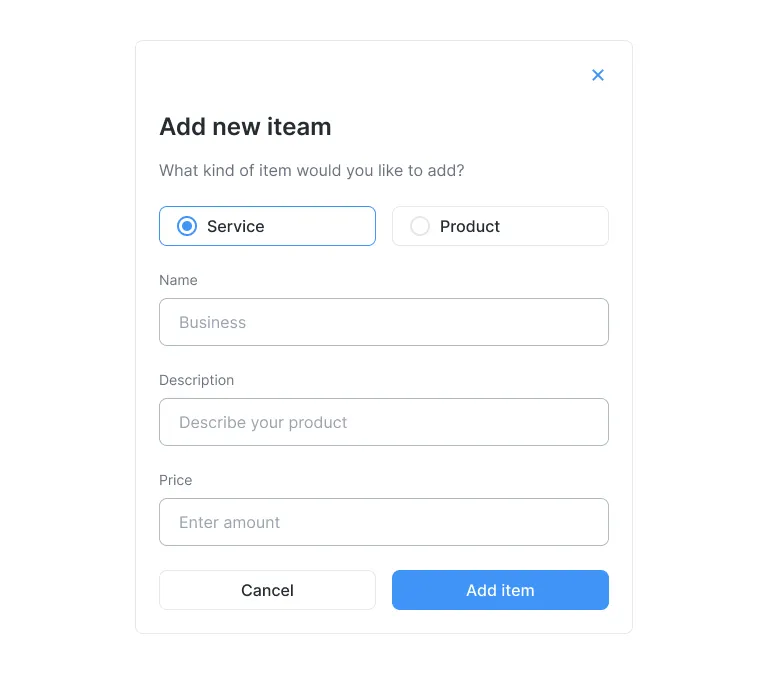 Add new iteam
What kind of item would you like to add?
Service
Product
Name
Business
Description
Describe your product
Price
Enter amount
Cancel
Add item